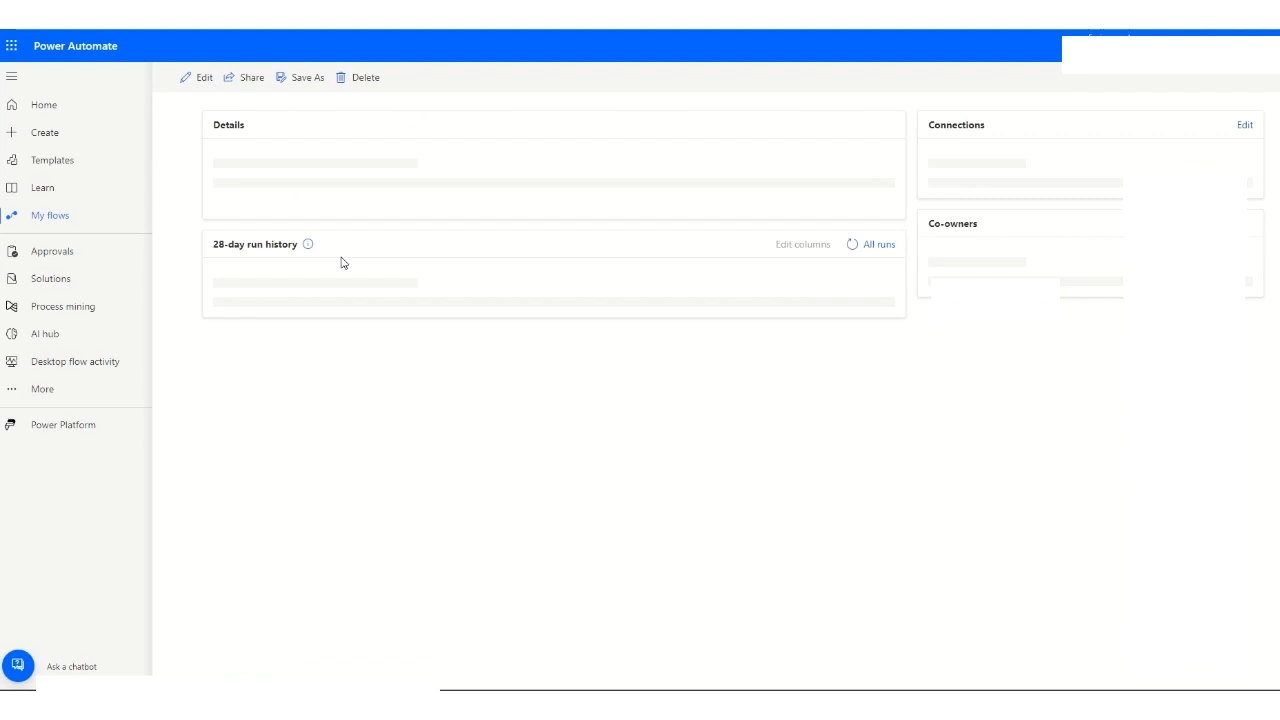 Power Automate
Edit Share Save As Delete
Home
Create
Templates
Learn
My flows
Approvals
Solutions
Process mining
AI hub
Desktop flow activity
More
Power Platform
Ask a chatbot
Details
28-day run history
Edit columns
All runs
Connections
Edit
Co-owners